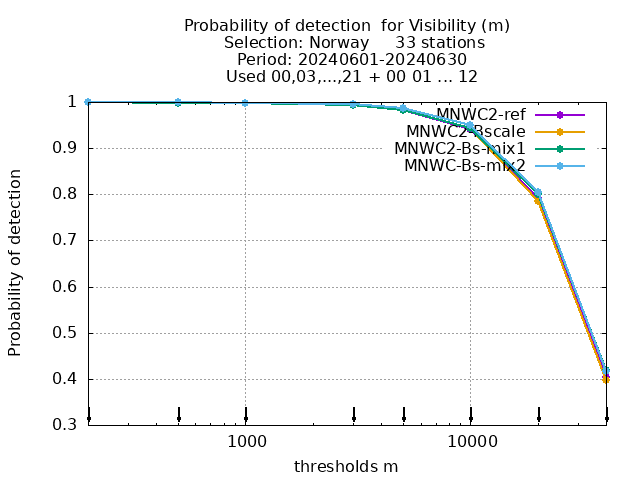 Probability of detection  for Visibility (m)
Selection: Norway     33 stations
Period: 20240601-20240630
Used 00,03,...,21 + 00 01 ... 12
MNWC2-ref
MNWC2-Bscale
MNWC2-Bs-mix1
MNWC-Bs-mix2
1
0.9
0.8
0.7
0.6
0.5
0.4
0.3
Probability of detection
1000
10000
thresholds m